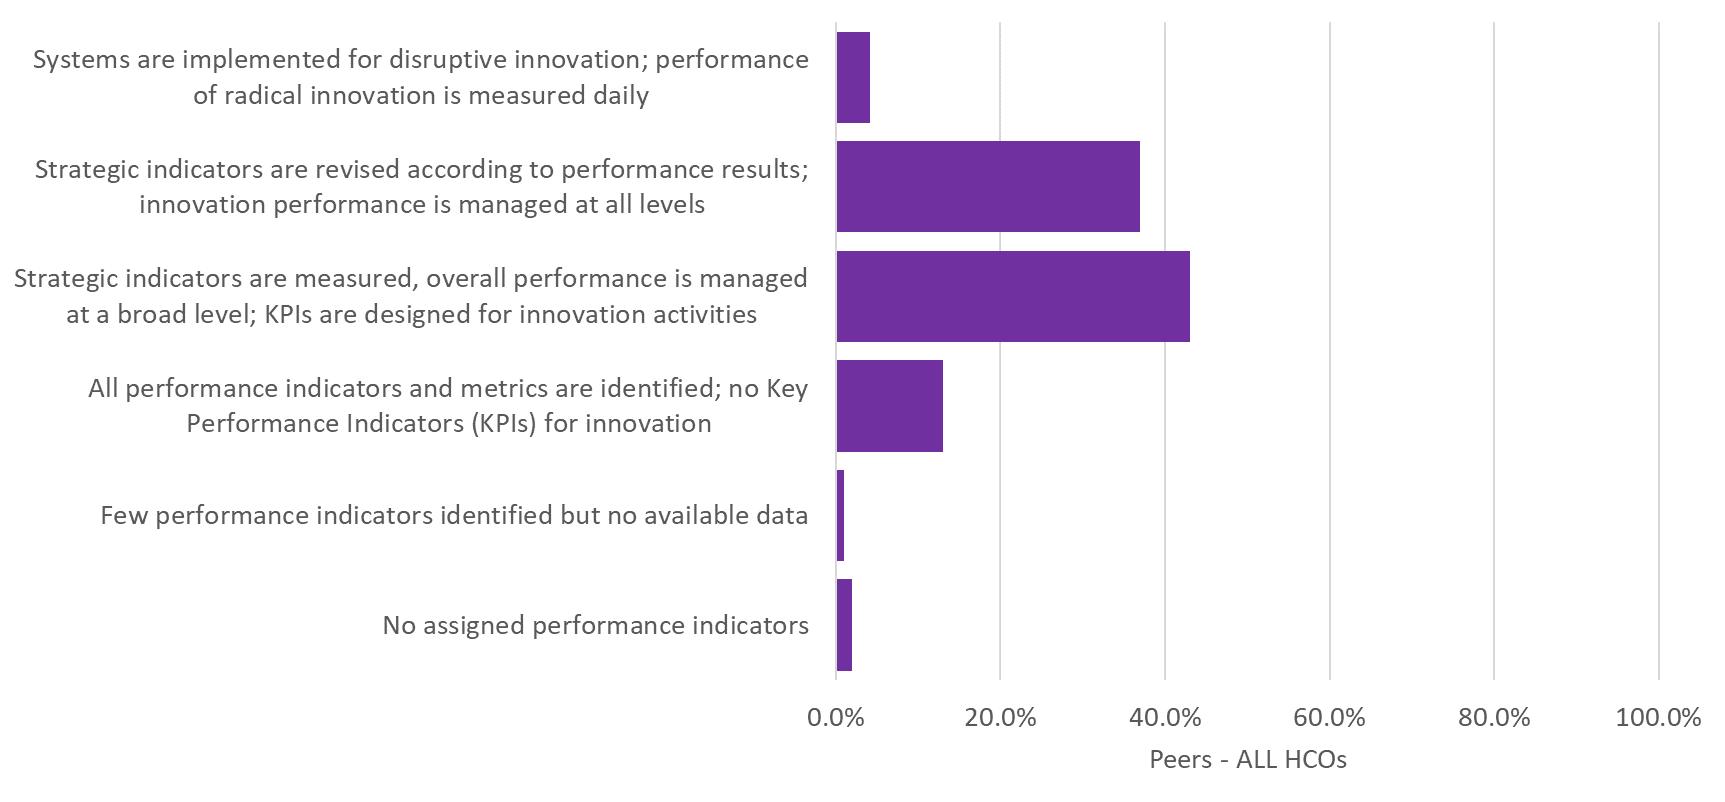 Systems are implemented for disruptive innovation; performance
of radical innovation is measured daily
Strategic indicators are revised according to performance results;
innovation performance is managed at all levels
Strategic indicators are measured, overall performance is managed
at a broad level; KPIs are designed for innovation activities
All performance indicators and metrics are identified; no Key
Performance Indicators (KPIs) for innovation
Few performance indicators identified but no available data
No assigned performance indicators
0.0% 20.0% 40.0% 60.0% 80.0% 100.0%
Peers - ALL HCOs